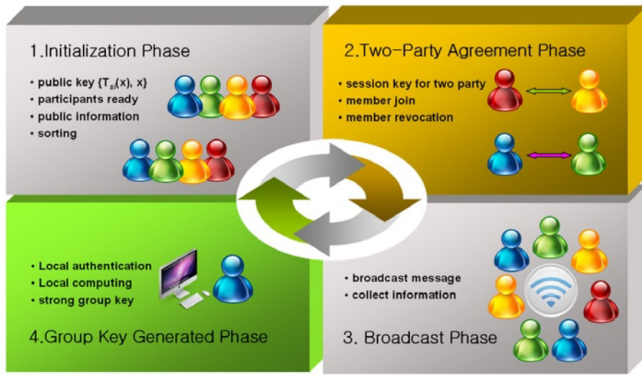 1.Initialization Phase
• public key {Tₐᵢ(x), x}
• participants ready
• public information
• sorting
2.Two-Party Agreement Phase
• session key for two party
• member join
• member revocation
• broadcast message
• collect information
3. Broadcast Phase
• Local authentication
• Local computing
• strong group key
4.Group Key Generated Phase